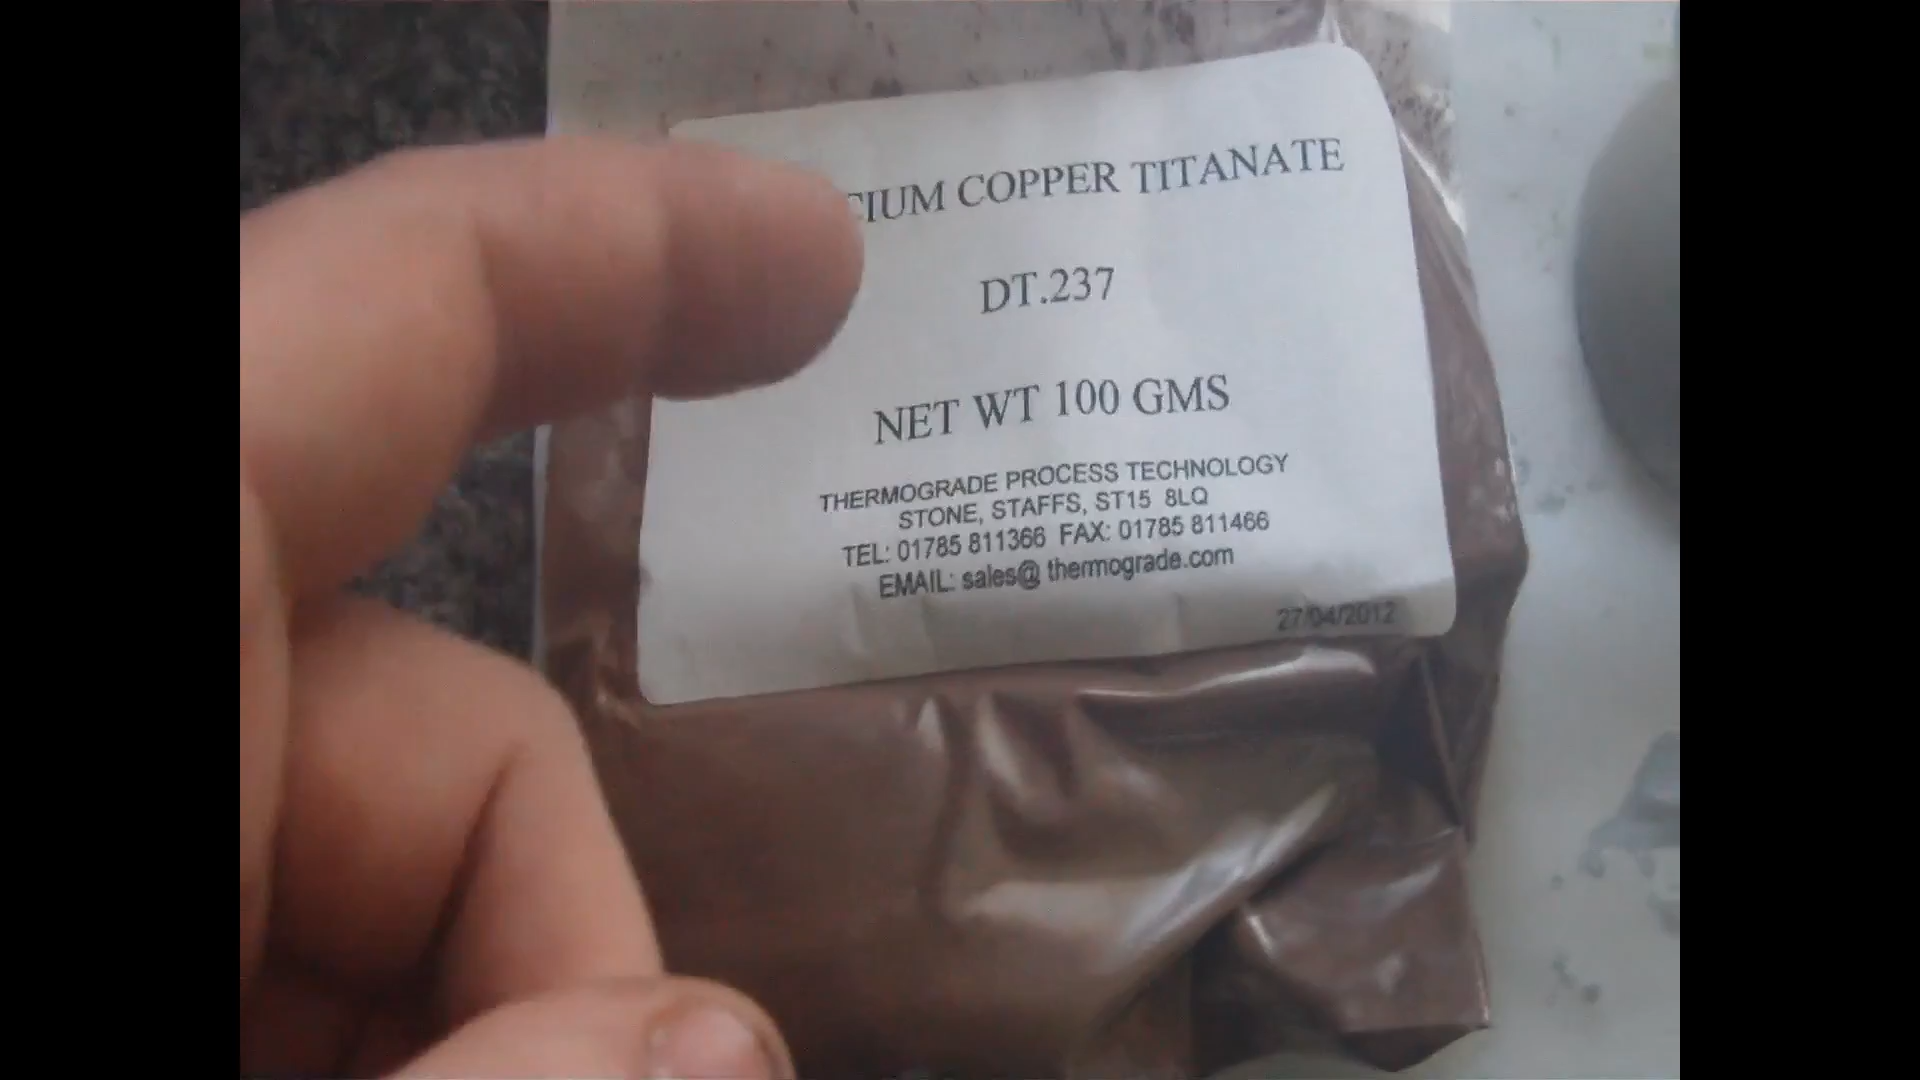 CIUM COPPER TITANATE
DT.237
NET WT 100 GMS
THERMOGRADE PROCESS TECHNOLOGY
STONE, STAFFS, ST15 8LQ
TEL: 01785 811366 FAX: 01785 811466
EMAIL: sales@ thermograde.com
27/04/2012